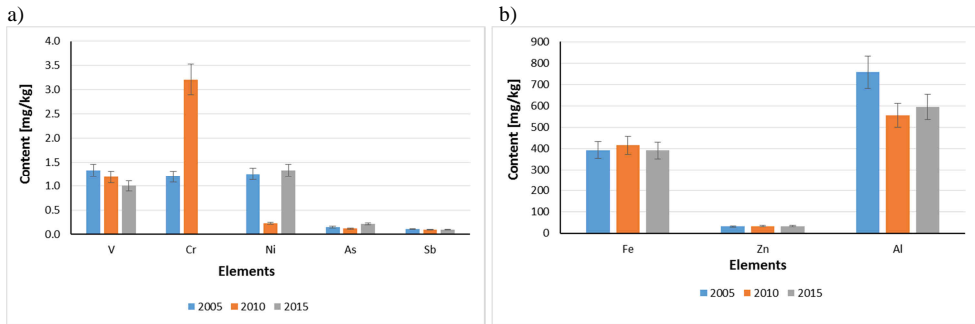 a)
Content [mg/kg]
4.0
3.5
3.0
2.5
2.0
1.5
1.0
0.5
0.0
V Cr Ni As Sb
Elements
2005 2010 2015
b)
Content [mg/kg]
900
800
700
600
500
400
300
200
100
0
Fe Zn Al
Elements
2005 2010 2015